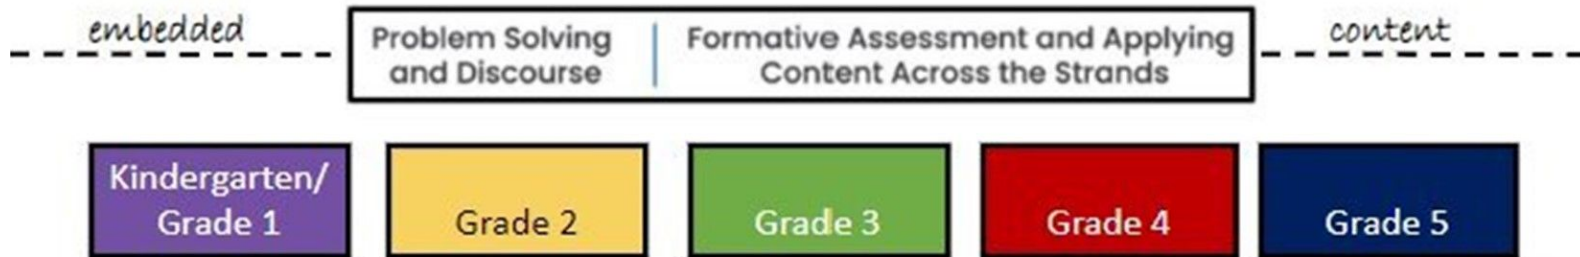 embedded
Problem Solving
and Discourse
Formative Assessment and Applying
Content Across the Strands
content
Kindergarten/
Grade 1
Grade 2
Grade 3
Grade 4
Grade 5